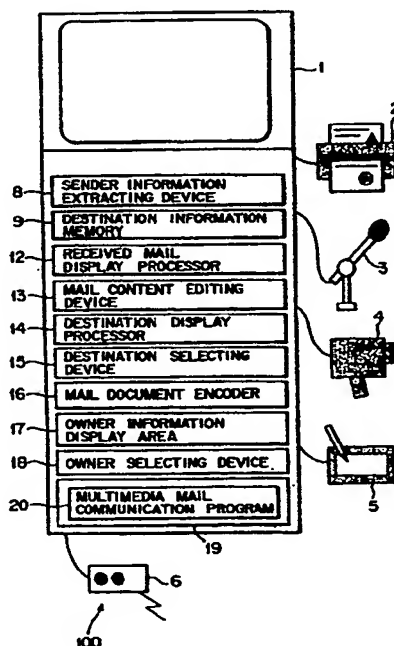 1
2
8 SENDER INFORMATION
EXTRACTING DEVICE
9 DESTINATION INFORMATION
MEMORY
12 RECEIVED MAIL
DISPLAY PROCESSOR
3
13 MAIL CONTENT EDITING
DEVICE
14 DESTINATION DISPLAY
PROCESSOR
4
15 DESTINATION SELECTING
DEVICE
16 MAIL DOCUMENT ENCODER
17 OWNER INFORMATION
DISPLAY AREA
18 OWNER SELECTING DEVICE
5
20 MULTIMEDIA MAIL
COMMUNICATION PROGRAM
19
6
100